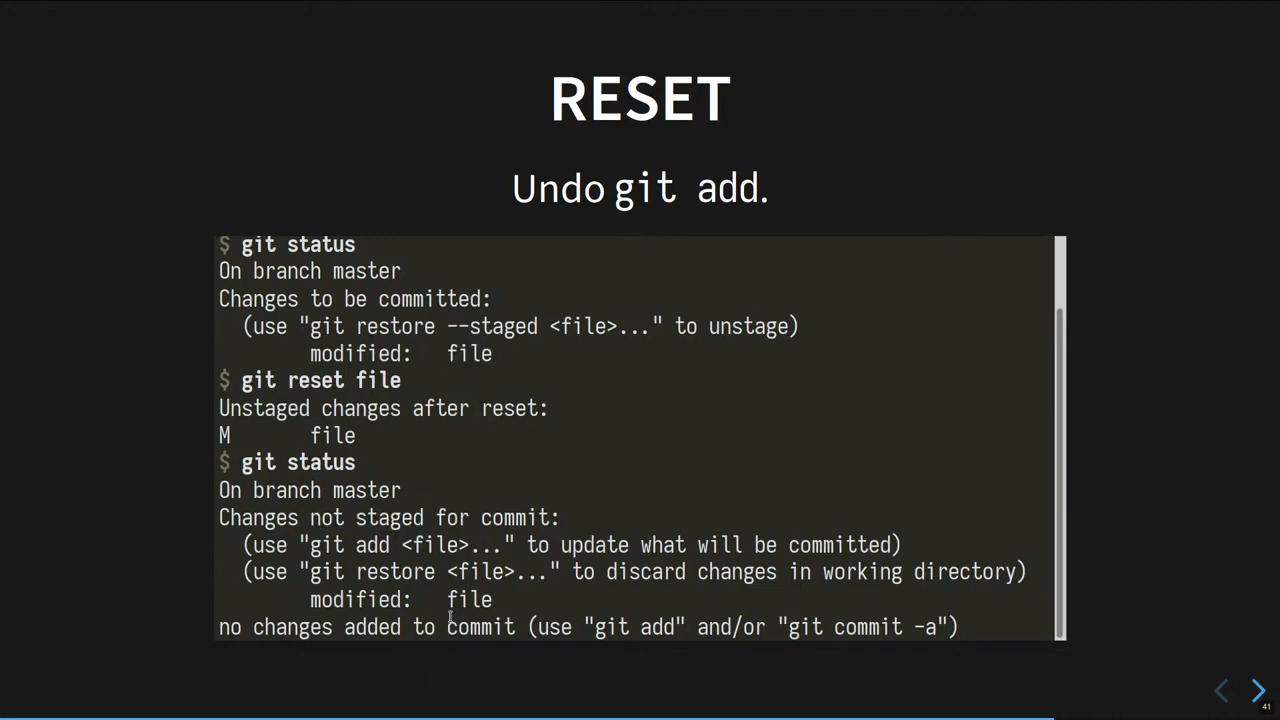 RESET
Undo git add.
$ git status
On branch master
Changes to be committed:
  (use "git restore --staged <file>..." to unstage)
        modified:   file
$ git reset file
Unstaged changes after reset:
M       file
$ git status
On branch master
Changes not staged for commit:
  (use "git add <file>..." to update what will be committed)
  (use "git restore <file>..." to discard changes in working directory)
        modified:   file
no changes added to commit (use "git add" and/or "git commit -a")
41